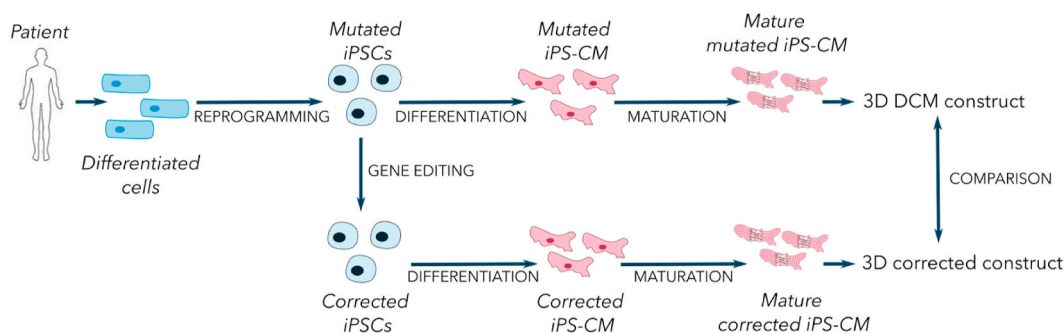 Patient
Differentiated
cells
REPROGRAMMING
Mutated
iPSCs
DIFFERENTIATION
Mutated
iPS-CM
MATURATION
Mature
mutated iPS-CM
3D DCM construct
GENE EDITING
COMPARISON
Corrected
iPSCs
DIFFERENTIATION
Corrected
iPS-CM
MATURATION
Mature
corrected iPS-CM
3D corrected construct